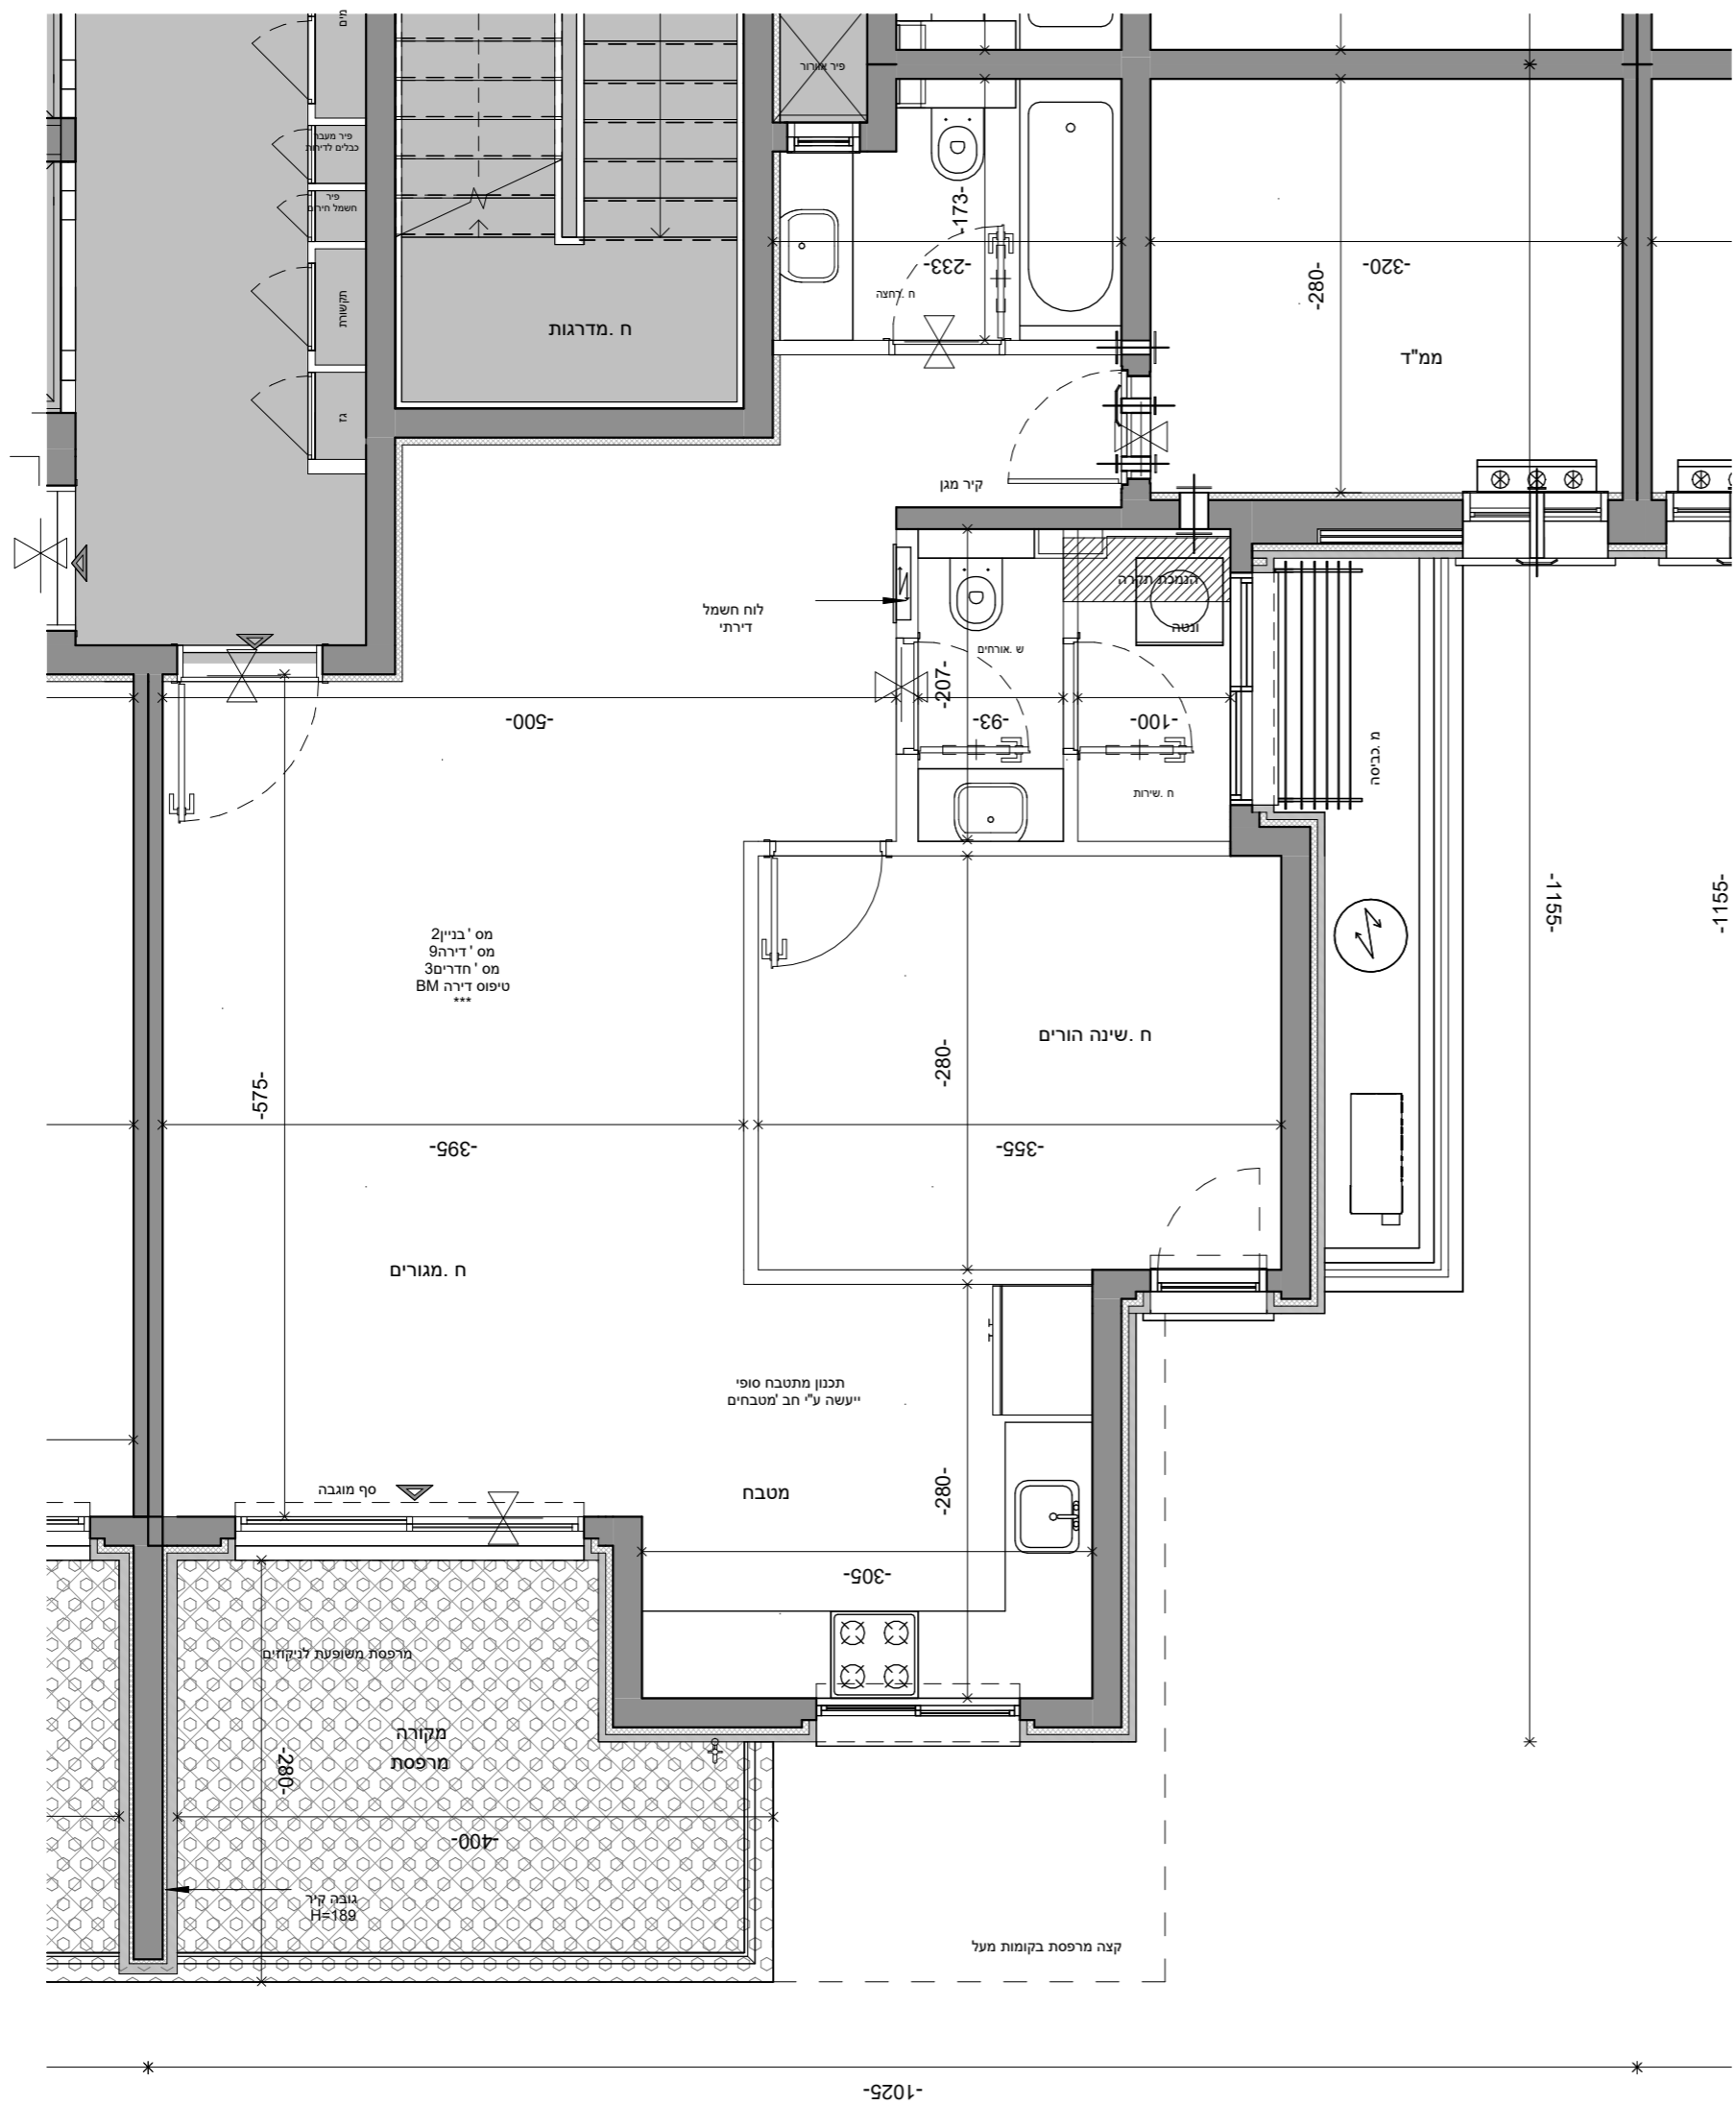 מים
פיר אוורור
פיר מעבר
כבלים לדירות
פיר
חשמל חירום
-173-
-233-
ח .רחצה
-280-
-320-
תקשורת
ח .מדרגות
ממ"ד
גז
קיר מגן
הנמכת תקרה
לוח חשמל
דירתי
ונטה
ש .אורחים
-207-
-500-
-93-
-100-
מ .כביסה
ח .שירות
-1155-
-1155-
מס ' בניין2
מס ' דירה9
מס ' חדרים3
טיפוס דירה BM
***
ח .שינה הורים
-280-
-575-
-395-
-355-
ח .מגורים
תכנון מתטבח סופי
ייעשה ע"י חב 'מטבחים
סף מוגבה
מטבח
-280-
-305-
מרפסת משופעת לניקוזים
מקורה
מרפסת
-280-
-400-
גובה קיר
H=189
קצה מרפסת בקומות מעל
-1025-